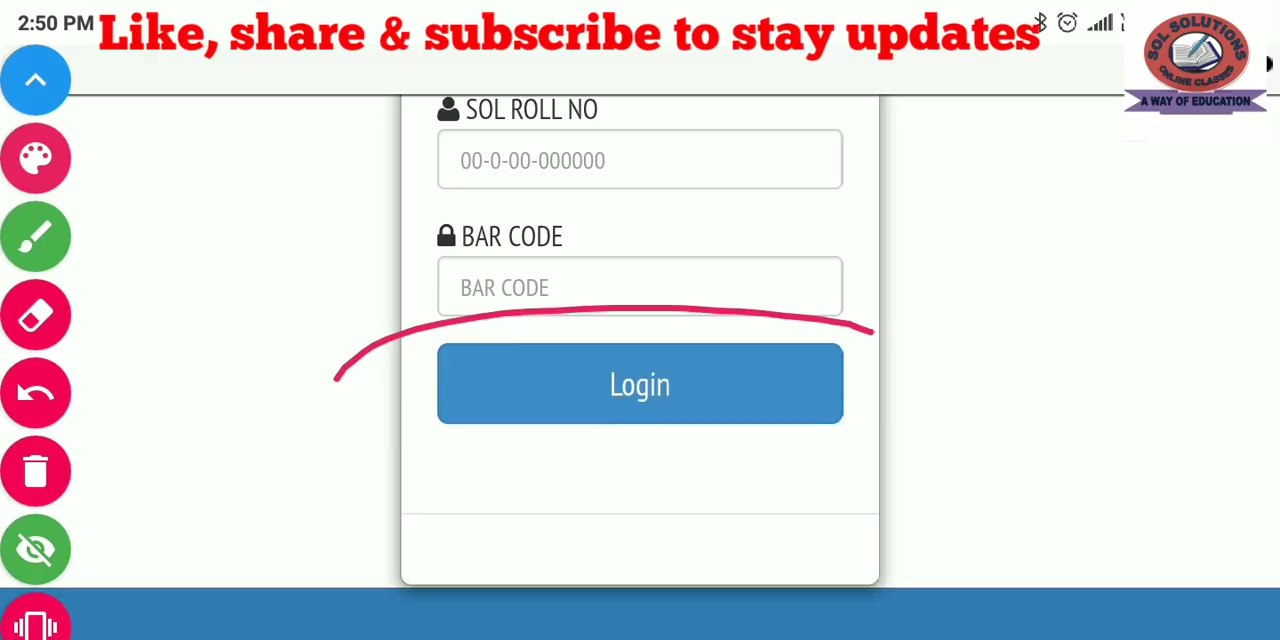 2:50 PM
Like, share & subscribe to stay updates
SOL SOLUTIONS
ONLINE CLASSES
A WAY OF EDUCATION
SOL ROLL NO
00-0-00-000000
BAR CODE
BAR CODE
Login